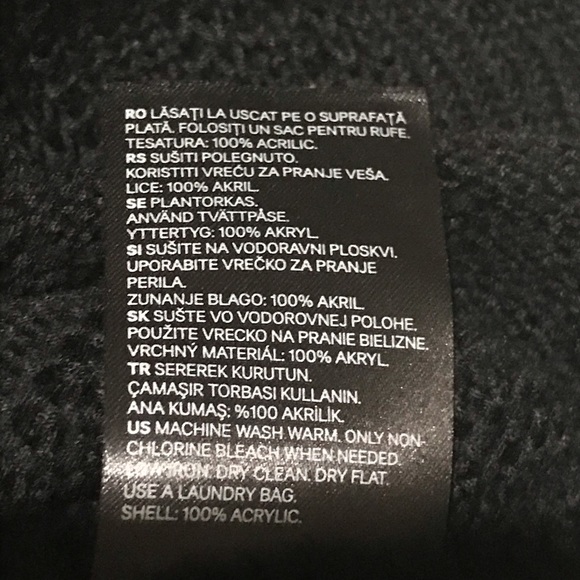 RO LĂSAȚI LA USCAT PE O SUPRAFAȚĂ
PLATĂ. FOLOSIȚI UN SAC PENTRU RUFE.
TESATURA: 100% ACRILIC.
RS SUŠITI POLEGNUTO.
KORISTITI VREĆU ZA PRANJE VEŠA.
LICE: 100% AKRIL.
SE PLANTORKAS.
ANVÄND TVÄTTPÅSE.
YTTERTYG: 100% AKRYL.
SI SUŠITE NA VODORAVNI PLOSKVI.
UPORABITE VREČKO ZA PRANJE
PERILA.
ZUNANJE BLAGO: 100% AKRIL.
SK SUŠTE VO VODOROVNEJ POLOHE.
POUŽITE VRECKO NA PRANIE BIELIZNE.
VRCHNÝ MATERIÁL: 100% AKRYL.
TR SEREREK KURUTUN.
ÇAMAŞIR TORBASI KULLANIN.
ANA KUMAŞ: %100 AKRİLİK.
US MACHINE WASH WARM. ONLY NON-
CHLORINE BLEACH WHEN NEEDED.
LOW IRON. DRY CLEAN. DRY FLAT.
USE A LAUNDRY BAG.
SHELL: 100% ACRYLIC.